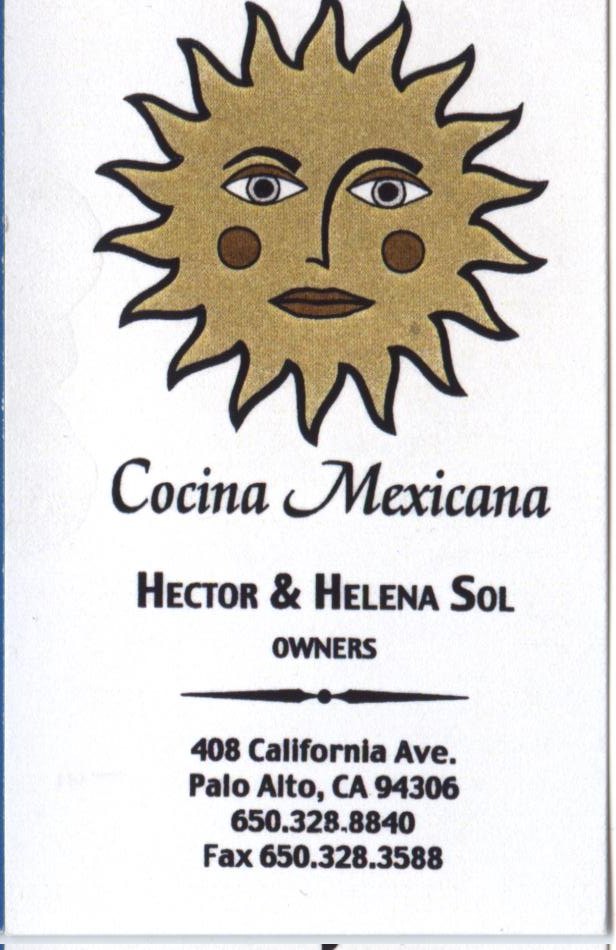 Cocina Mexicana
HECTOR & HELENA SOL
OWNERS
408 California Ave.
Palo Alto, CA 94306
650.328.8840
Fax 650.328.3588